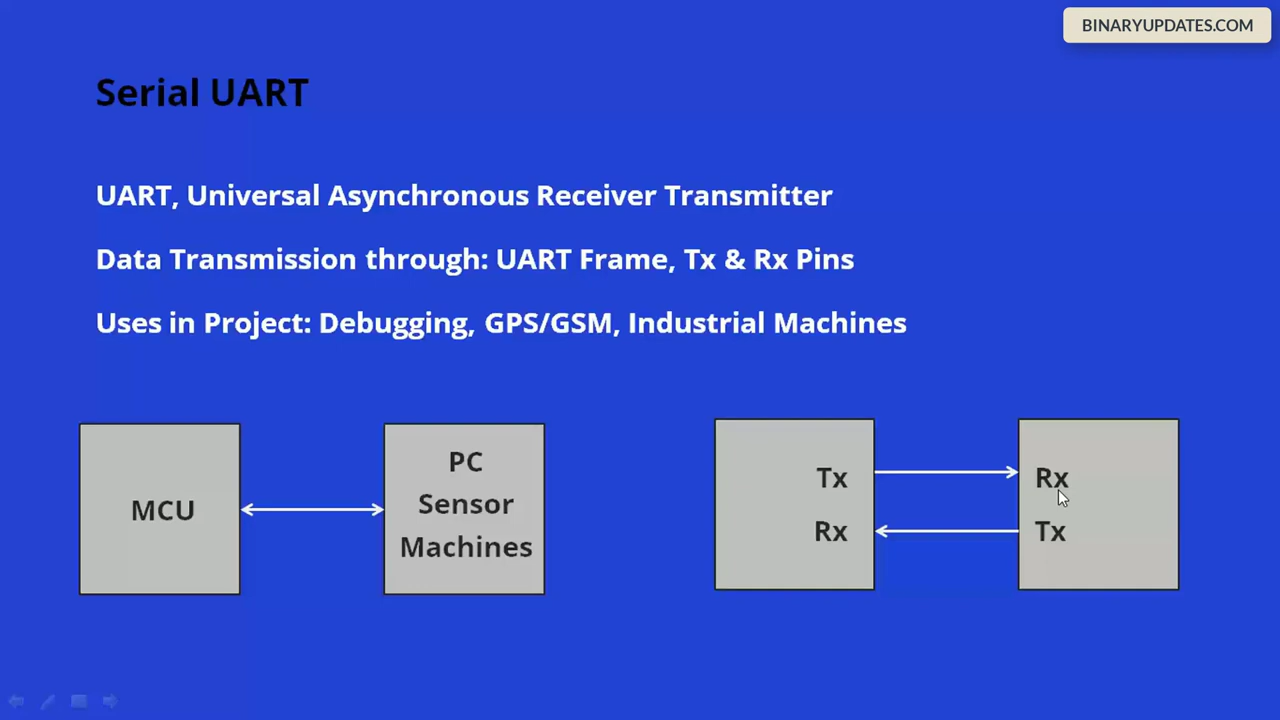 BINARYUPDATES.COM
Serial UART
UART, Universal Asynchronous Receiver Transmitter
Data Transmission through: UART Frame, Tx & Rx Pins
Uses in Project: Debugging, GPS/GSM, Industrial Machines
MCU
PC
Sensor
Machines
Tx
Rx
Rx
Tx